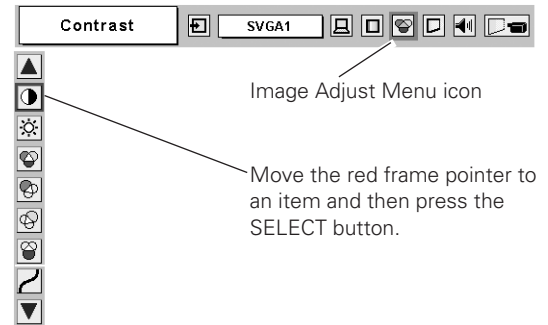 Contrast
SVGA1
Image Adjust Menu icon
Move the red frame pointer to
an item and then press the
SELECT button.